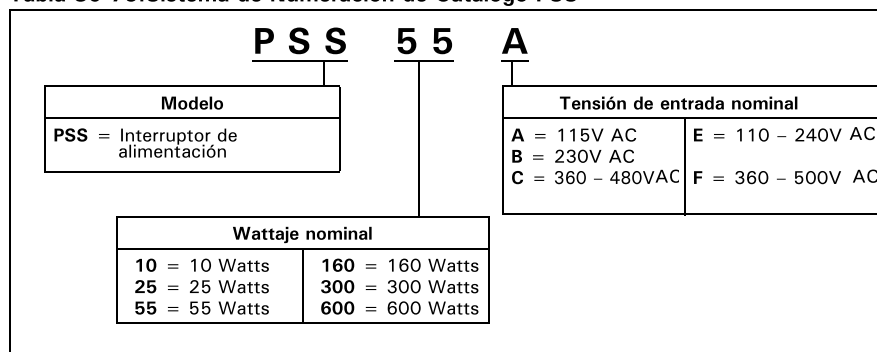 PSS 55 A
Modelo
PSS = Interruptor de
alimentación
Tensión de entrada nominal
A = 115V AC
B = 230V AC
C = 360 – 480VAC
E = 110 – 240V AC
F = 360 – 500V AC
Wattaje nominal
10 = 10 Watts
25 = 25 Watts
55 = 55 Watts
160 = 160 Watts
300 = 300 Watts
600 = 600 Watts